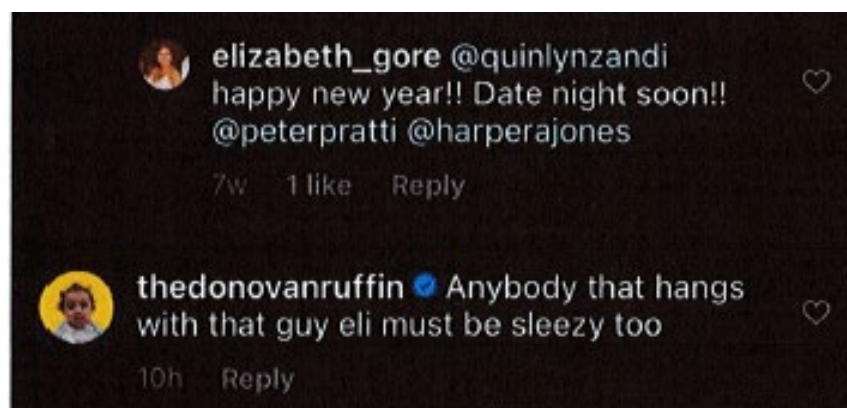 elizabeth_gore @quinlynzandi
happy new year!! Date night soon!!
@peterpratti @harperajones
7w 1 like Reply
thedonovanruffin Anybody that hangs
with that guy eli must be sleezy too
10h Reply